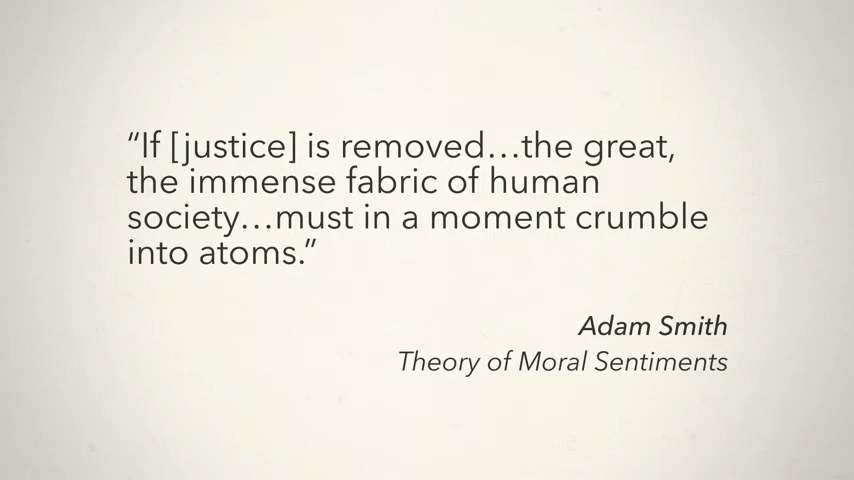 “If [justice] is removed…the great,
the immense fabric of human
society…must in a moment crumble
into atoms.”
Adam Smith
Theory of Moral Sentiments